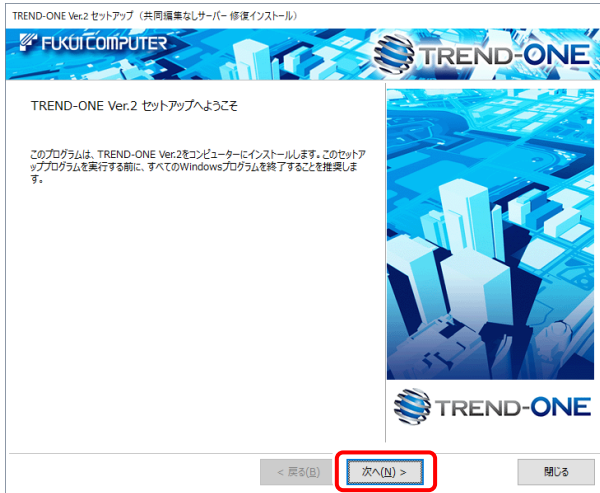 TREND-ONE Ver.2 セットアップ（共同編集なしサーバー 修復インストール）
FUKUI COMPUTER
TREND-ONE
TREND-ONE Ver.2 セットアップへようこそ
このプログラムは、TREND-ONE Ver.2をコンピューターにインストールします。このセットア
ッププログラムを実行する前に、すべてのWindowsプログラムを終了することを推奨しま
す。
TREND-ONE
< 戻る(B)
次へ(N) >
閉じる